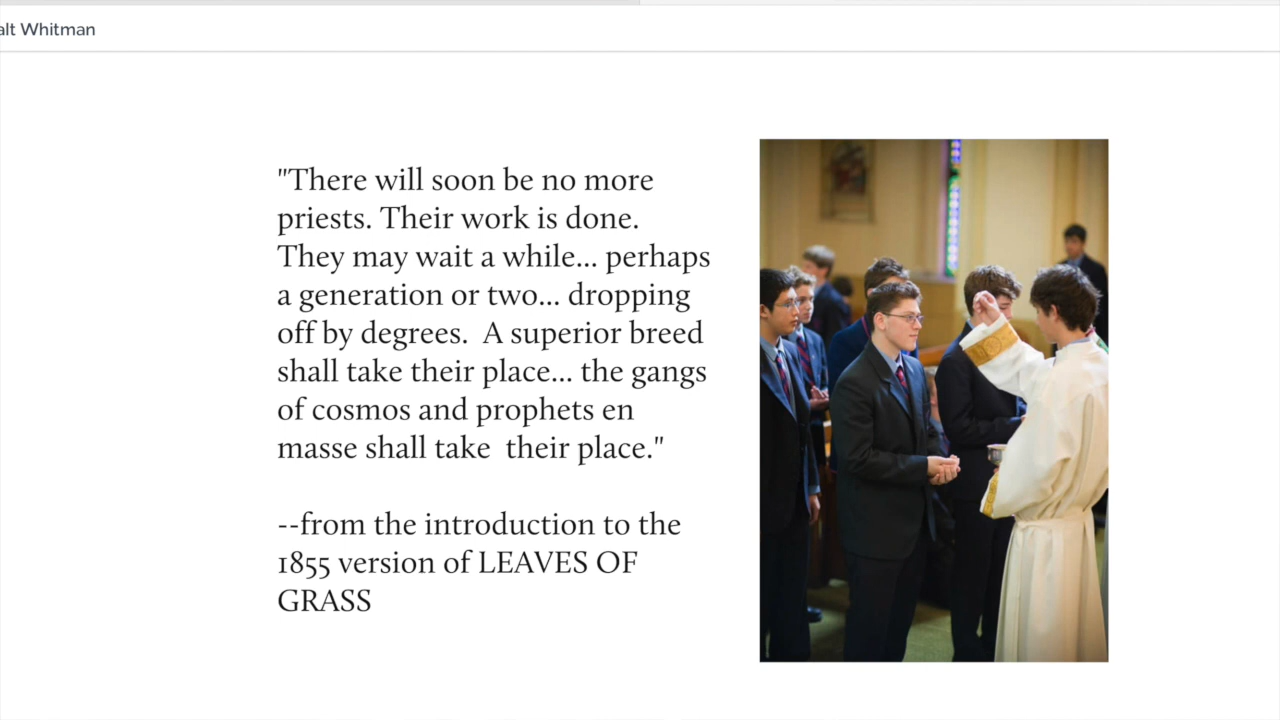 alt Whitman
"There will soon be no more
priests. Their work is done.
They may wait a while... perhaps
a generation or two... dropping
off by degrees.  A superior breed
shall take their place... the gangs
of cosmos and prophets en
masse shall take  their place."
--from the introduction to the
1855 version of LEAVES OF
GRASS